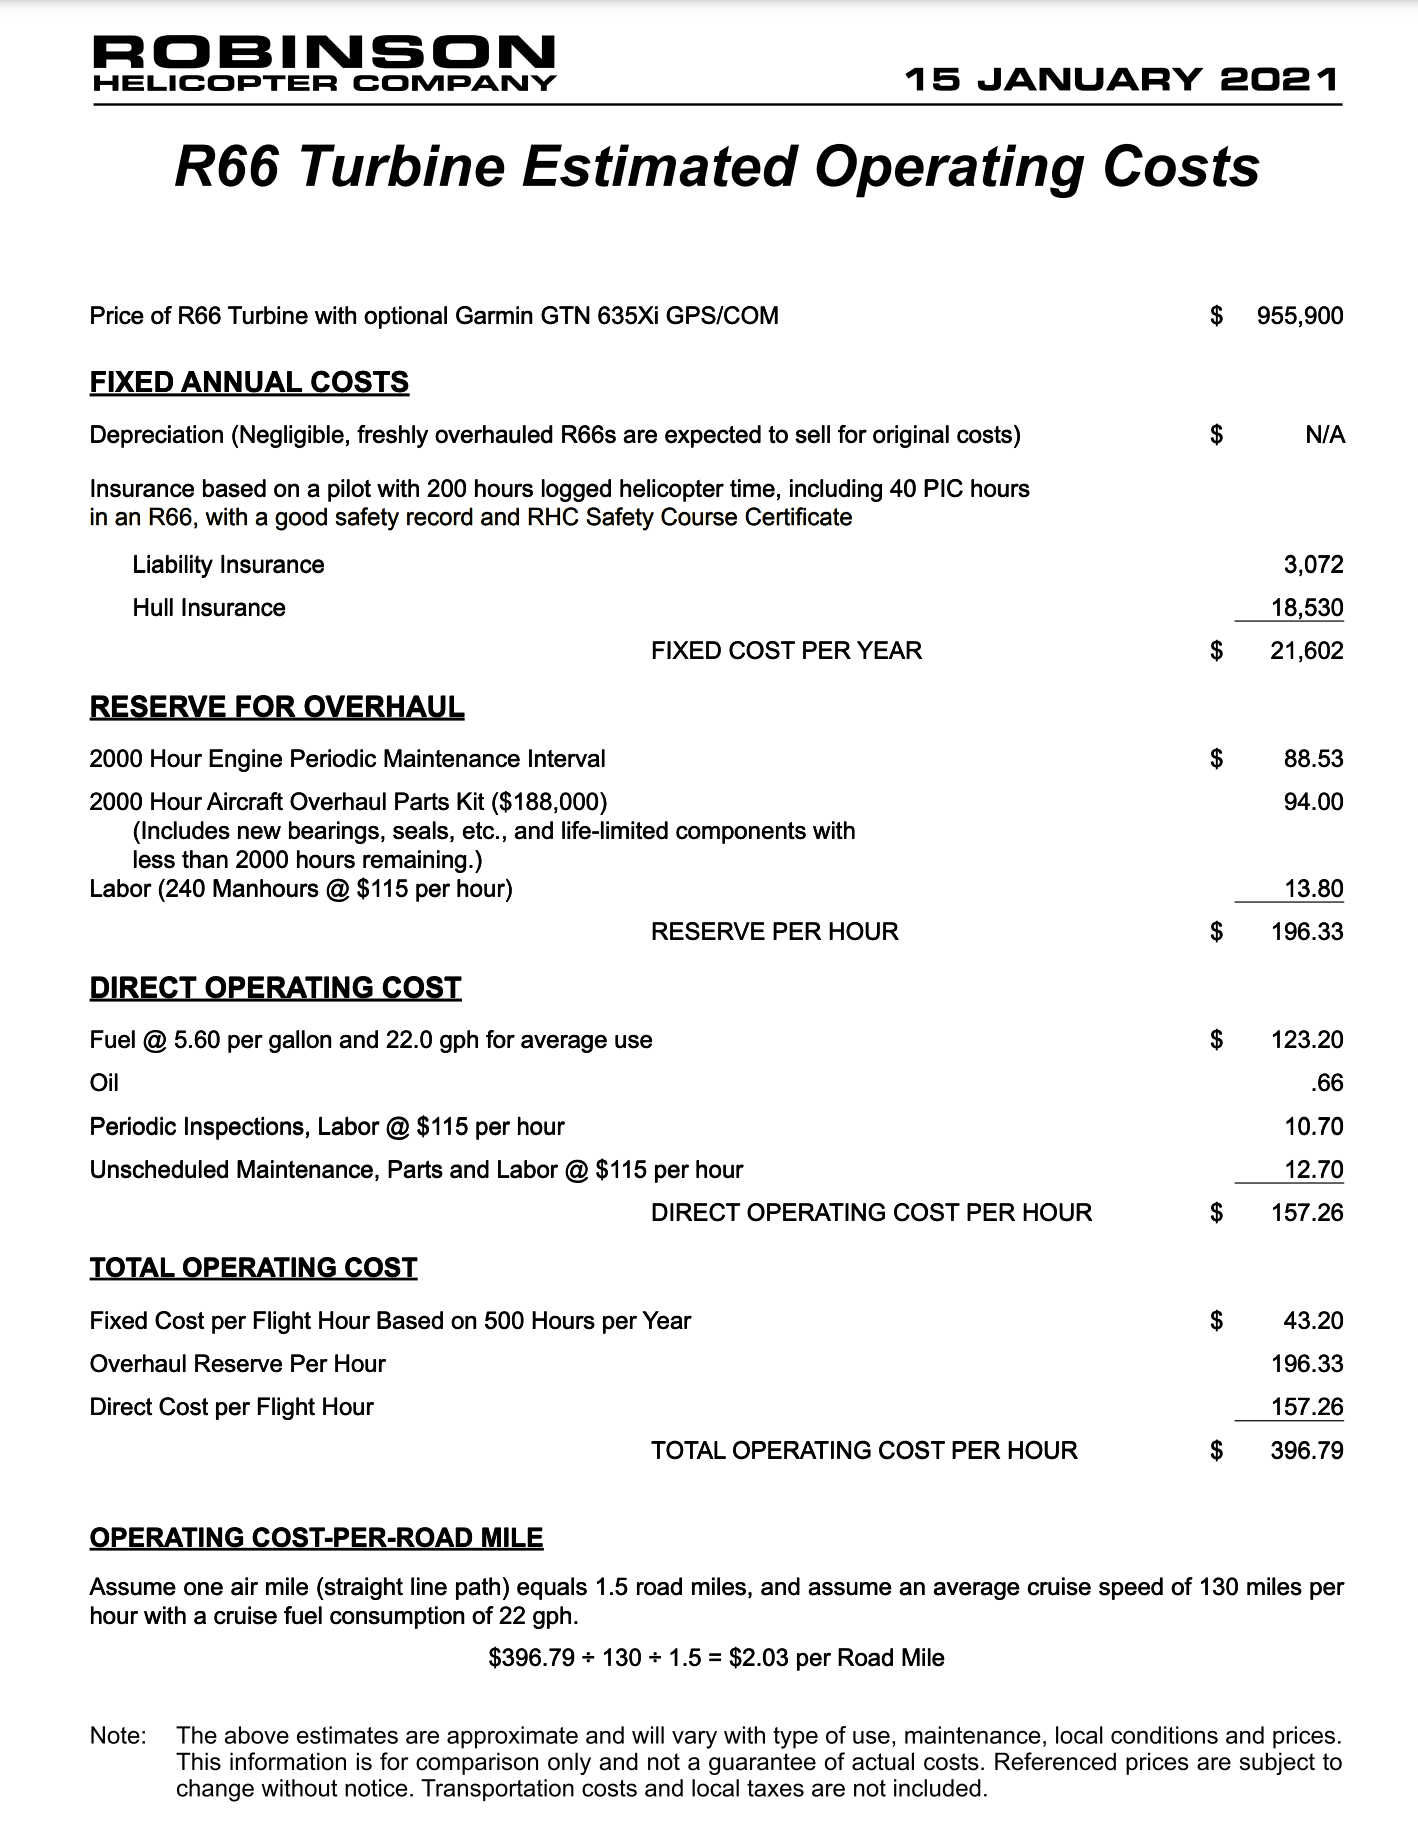 ROBINSON
HELICOPTER COMPANY
15 JANUARY 2021
R66 Turbine Estimated Operating Costs
Price of R66 Turbine with optional Garmin GTN 635Xi GPS/COM $ 955,900
FIXED ANNUAL COSTS
Depreciation (Negligible, freshly overhauled R66s are expected to sell for original costs) $ N/A
Insurance based on a pilot with 200 hours logged helicopter time, including 40 PIC hours
in an R66, with a good safety record and RHC Safety Course Certificate
Liability Insurance 3,072
Hull Insurance 18,530
FIXED COST PER YEAR $ 21,602
RESERVE FOR OVERHAUL
2000 Hour Engine Periodic Maintenance Interval $ 88.53
2000 Hour Aircraft Overhaul Parts Kit ($188,000) 94.00
(Includes new bearings, seals, etc., and life-limited components with
less than 2000 hours remaining.)
Labor (240 Manhours @ $115 per hour) 13.80
RESERVE PER HOUR $ 196.33
DIRECT OPERATING COST
Fuel @ 5.60 per gallon and 22.0 gph for average use $ 123.20
Oil .66
Periodic Inspections, Labor @ $115 per hour 10.70
Unscheduled Maintenance, Parts and Labor @ $115 per hour 12.70
DIRECT OPERATING COST PER HOUR $ 157.26
TOTAL OPERATING COST
Fixed Cost per Flight Hour Based on 500 Hours per Year $ 43.20
Overhaul Reserve Per Hour 196.33
Direct Cost per Flight Hour 157.26
TOTAL OPERATING COST PER HOUR $ 396.79
OPERATING COST-PER-ROAD MILE
Assume one air mile (straight line path) equals 1.5 road miles, and assume an average cruise speed of 130 miles per
hour with a cruise fuel consumption of 22 gph.
$396.79 ÷ 130 ÷ 1.5 = $2.03 per Road Mile
Note: The above estimates are approximate and will vary with type of use, maintenance, local conditions and prices.
This information is for comparison only and not a guarantee of actual costs. Referenced prices are subject to
change without notice. Transportation costs and local taxes are not included.